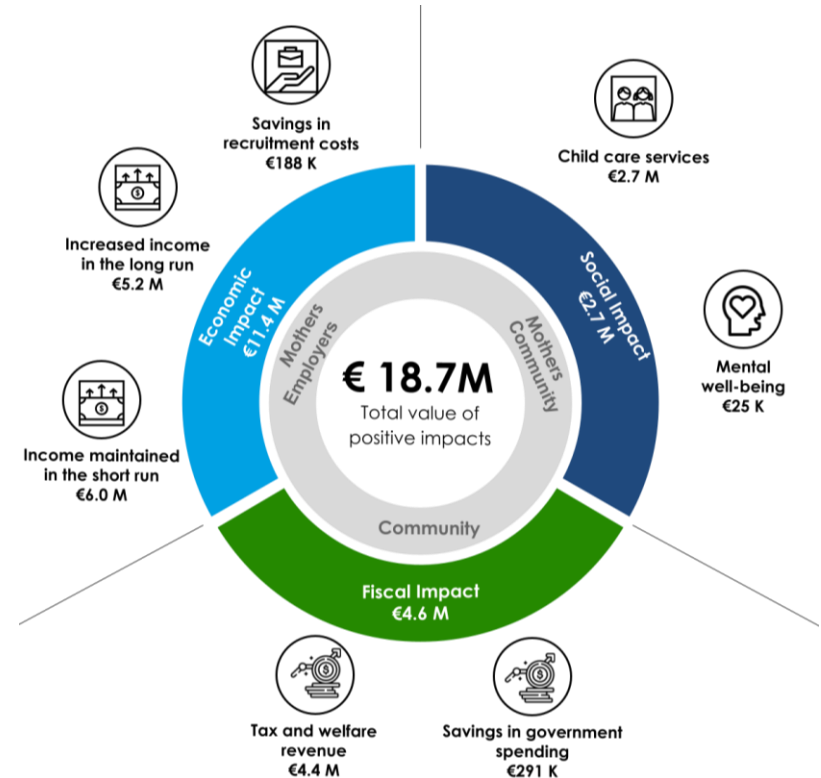 Savings in
recruitment costs
€188 K
Child care services
€2.7 M
Increased income
in the long run
€5.2 M
Economic
Impact
€11.4 M
Social Impact
€2.7 M
Mothers
Employers
Mothers
Community
Mental
well-being
€25 K
€ 18.7M
Total value of
positive impacts
Income maintained
in the short run
€6.0 M
Community
Fiscal Impact
€4.6 M
Tax and welfare
revenue
€4.4 M
Savings in government
spending
€291 K